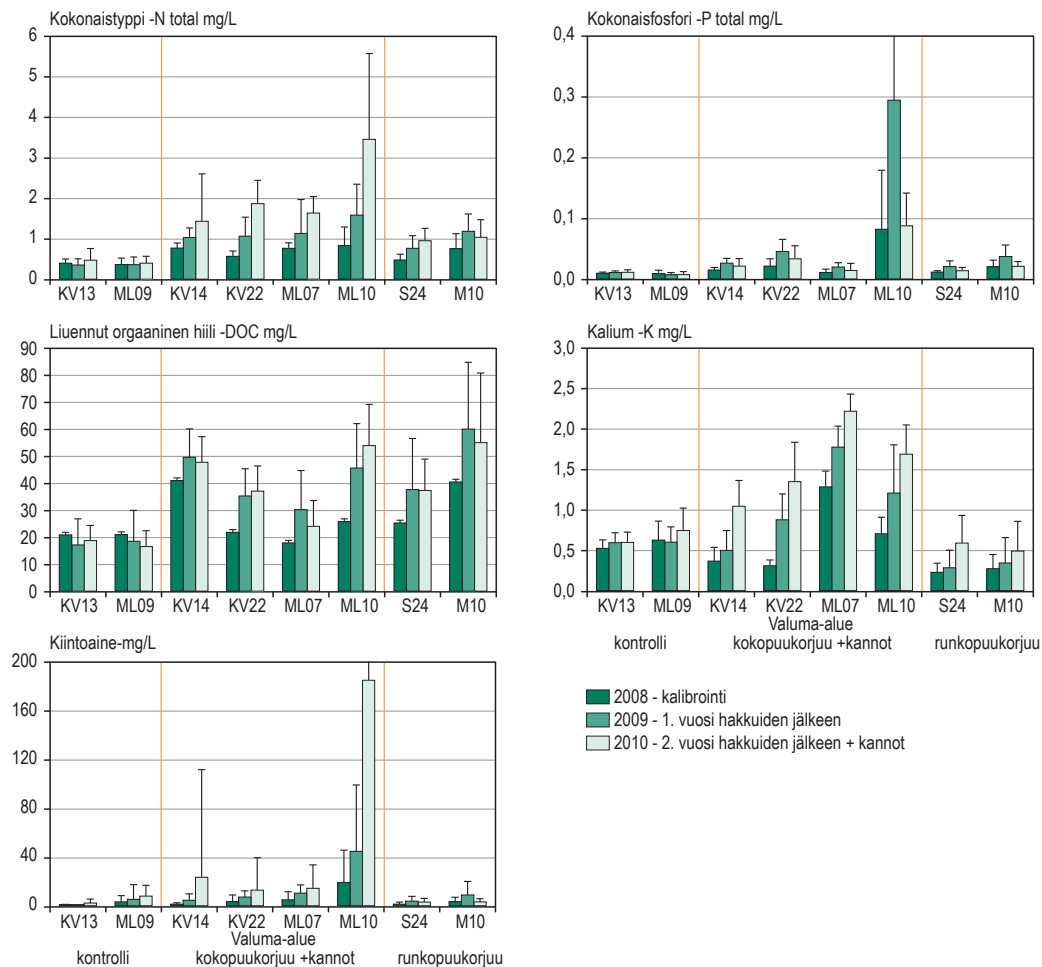 Kokonaistyppi -N total mg/L
6
5
4
3
2
1
0
KV13 ML09 KV14 KV22 ML07 ML10 S24 M10
Kokonaisfosfori -P total mg/L
0,4
0,3
0,2
0,1
0,0
KV13 ML09 KV14 KV22 ML07 ML10 S24 M10
Liuennut orgaaninen hiili -DOC mg/L
90
80
70
60
50
40
30
20
10
0
KV13 ML09 KV14 KV22 ML07 ML10 S24 M10
Kalium -K mg/L
3,0
2,5
2,0
1,5
1,0
0,5
0,0
KV13 ML09 KV14 KV22 ML07 ML10 S24 M10
Valuma-alue
kontrolli kokopuukorjuu +kannot runkopuukorjuu
Kiintoaine-mg/L
200
160
120
80
40
0
KV13 ML09 KV14 KV22 ML07 ML10 S24 M10
Valuma-alue
kontrolli kokopuukorjuu +kannot runkopuukorjuu
2008 - kalibrointi
2009 - 1. vuosi hakkuiden jälkeen
2010 - 2. vuosi hakkuiden jälkeen + kannot